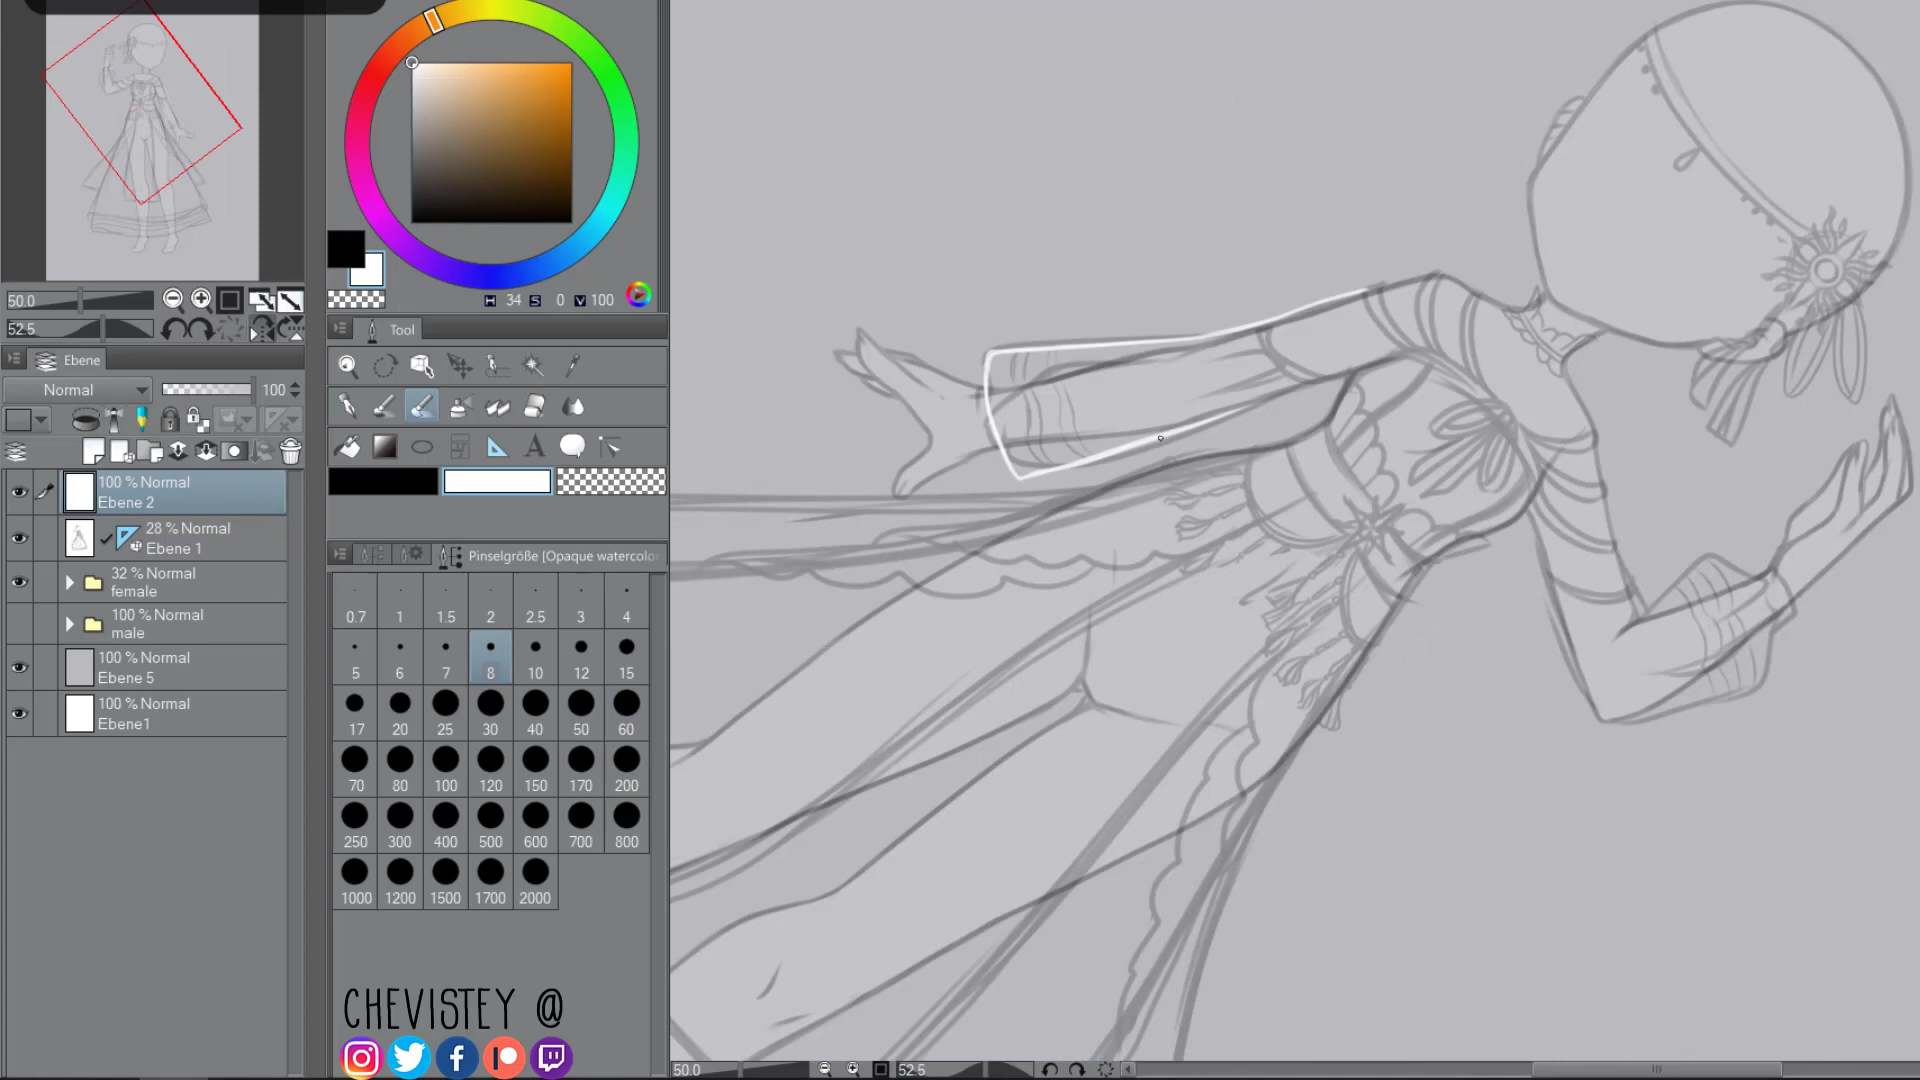 50.0
52.5
Ebene
Normal 100
100 % Normal
Ebene 2
28 % Normal
Ebene 1
32 % Normal
female
100 % Normal
male
100 % Normal
Ebene 5
100 % Normal
Ebene1
H 34 S 0 V 100
Tool
A
Pinselgröße [Opaque watercolo
0.7 1 1.5 2 2.5 3 4
5 6 7 8 10 12 15
17 20 25 30 40 50 60
70 80 100 120 150 170 200
250 300 400 500 600 700 800
1000 1200 1500 1700 2000
CHEVISTEY @
50.0 52.5